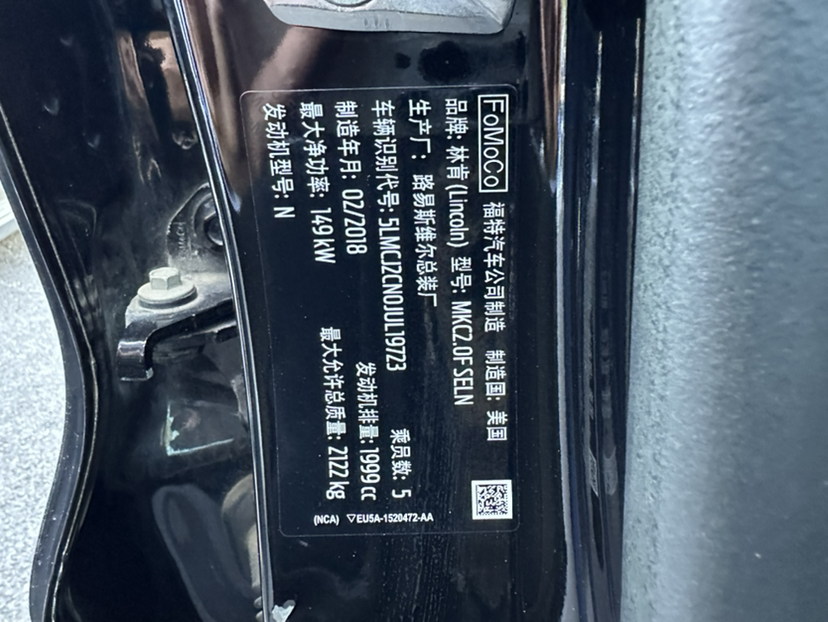 FoMoCo 福特汽车公司制造 制造国: 美国
品牌: 林肯(Lincoln) 型号: MKC2.0F SELN
生产厂: 路易斯维尔总装厂
车辆识别代号: 5LMCJ2CN0JUL19723 乘员数: 5
制造年月: 02/2018 发动机排量: 1999 cc
最大净功率: 149 kW 最大允许总质量: 2122 kg
发动机型号: N
(NCA) ▽EU5A-1520472-AA